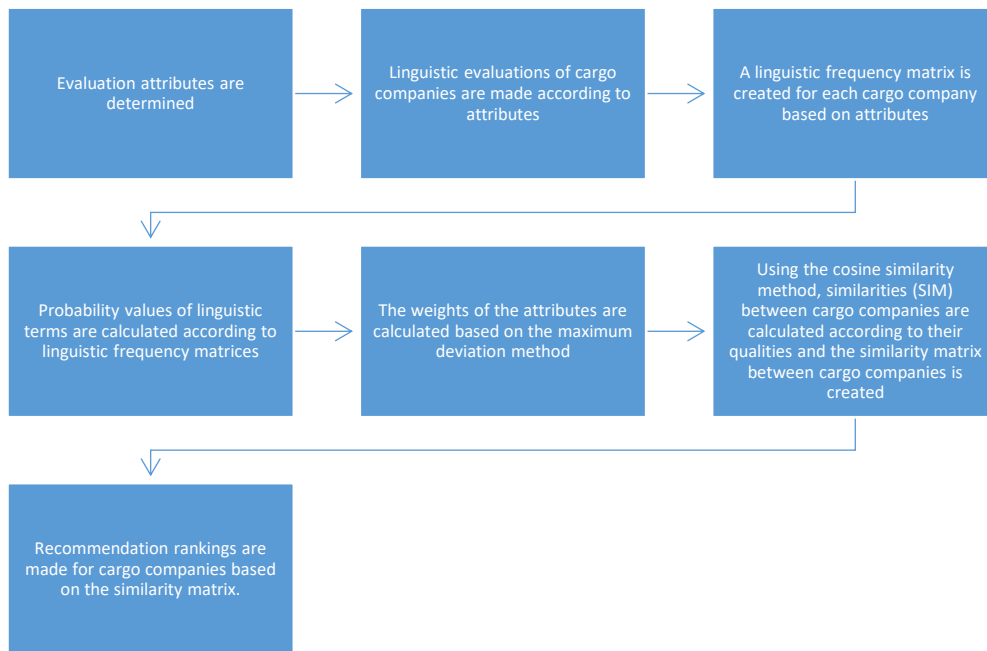 Evaluation attributes are
determined
Linguistic evaluations of cargo
companies are made according to
attributes
A linguistic frequency matrix is
created for each cargo company
based on attributes
Probability values of linguistic
terms are calculated according to
linguistic frequency matrices
The weights of the attributes are
calculated based on the maximum
deviation method
Using the cosine similarity
method, similarities (SIM)
between cargo companies are
calculated according to their
qualities and the similarity matrix
between cargo companies is
created
Recommendation rankings are
made for cargo companies based
on the similarity matrix.